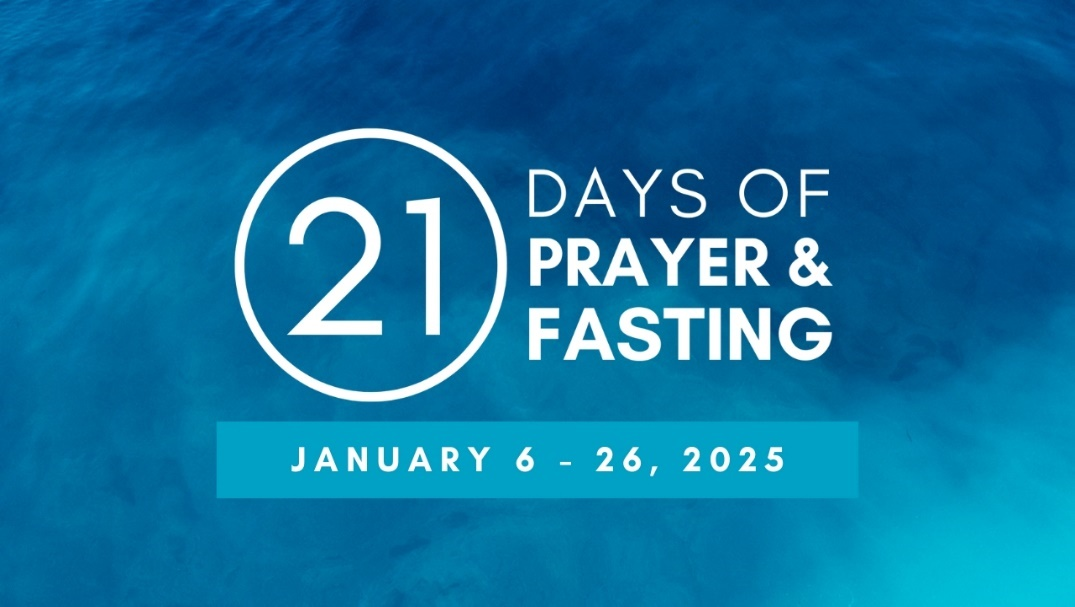 21
DAYS OF
PRAYER &
FASTING
JANUARY 6 - 26, 2025